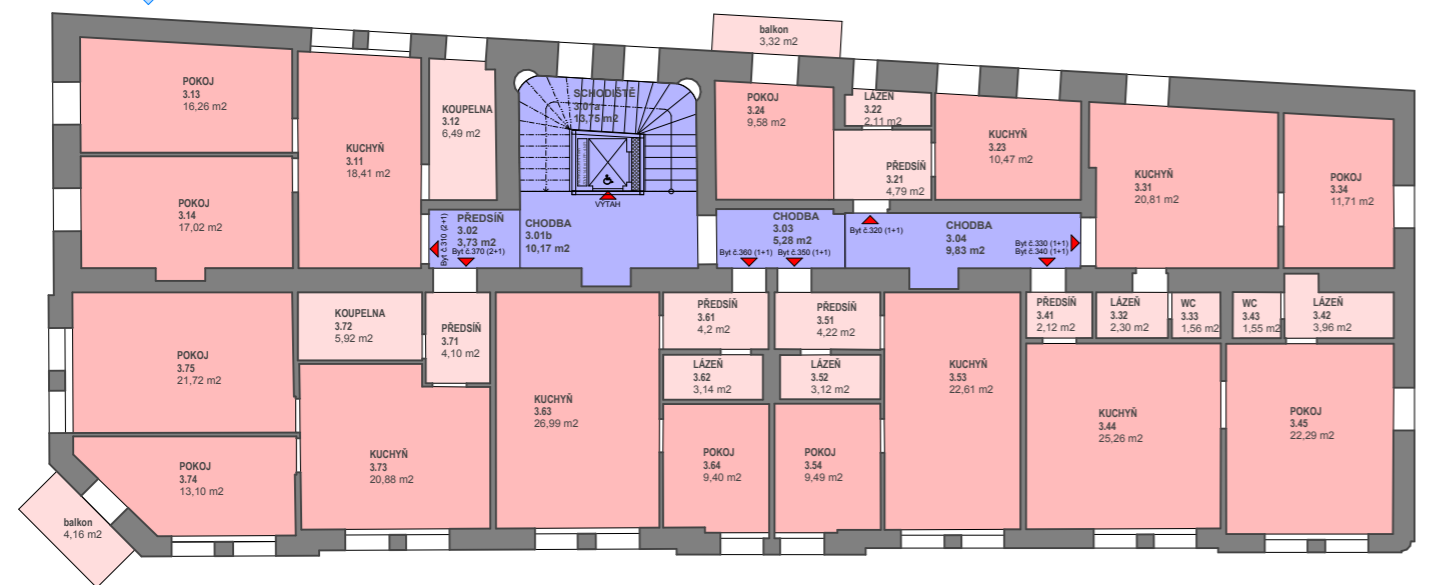 balkon
3,32 m2
POKOJ
3.13
16,26 m2
KOUPELNA
3.12
6,49 m2
SCHODIŠTĚ
3.01a
13,75 m2
POKOJ
3.24
9,58 m2
LÁZEŇ
3.22
2,11 m2
KUCHYŇ
3.23
10,47 m2
KUCHYŇ
3.11
18,41 m2
PŘEDSÍŇ
3.21
4,79 m2
KUCHYŇ
3.31
20,81 m2
POKOJ
3.34
11,71 m2
POKOJ
3.14
17,02 m2
VÝTAH
Byt č.310 (2+1)
PŘEDSÍŇ
3.02
3,73 m2
Byt č.370 (2+1)
CHODBA
3.01b
10,17 m2
CHODBA
3.03
5,28 m2
Byt č.360 (1+1)
Byt č.350 (1+1)
Byt č.320 (1+1)
CHODBA
3.04
9,83 m2
Byt č.330 (1+1)
Byt č.340 (1+1)
KOUPELNA
3.72
5,92 m2
PŘEDSÍŇ
3.71
4,10 m2
PŘEDSÍŇ
3.61
4,2 m2
PŘEDSÍŇ
3.51
4,22 m2
PŘEDSÍŇ
3.41
2,12 m2
LÁZEŇ
3.32
2,30 m2
WC
3.33
1,56 m2
WC
3.43
1,55 m2
LÁZEŇ
3.42
3,96 m2
POKOJ
3.75
21,72 m2
LÁZEŇ
3.62
3,14 m2
LÁZEŇ
3.52
3,12 m2
KUCHYŇ
3.53
22,61 m2
KUCHYŇ
3.63
26,99 m2
KUCHYŇ
3.44
25,26 m2
POKOJ
3.45
22,29 m2
POKOJ
3.74
13,10 m2
KUCHYŇ
3.73
20,88 m2
POKOJ
3.64
9,40 m2
POKOJ
3.54
9,49 m2
balkon
4,16 m2